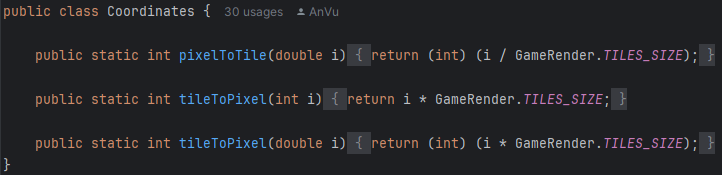 public class Coordinates {  30 usages  AnVu
public static int pixelToTile(double i) { return (int) (i / GameRender.TILES_SIZE); }
public static int tileToPixel(int i) { return i * GameRender.TILES_SIZE; }
public static int tileToPixel(double i) { return (int) (i * GameRender.TILES_SIZE); }
}